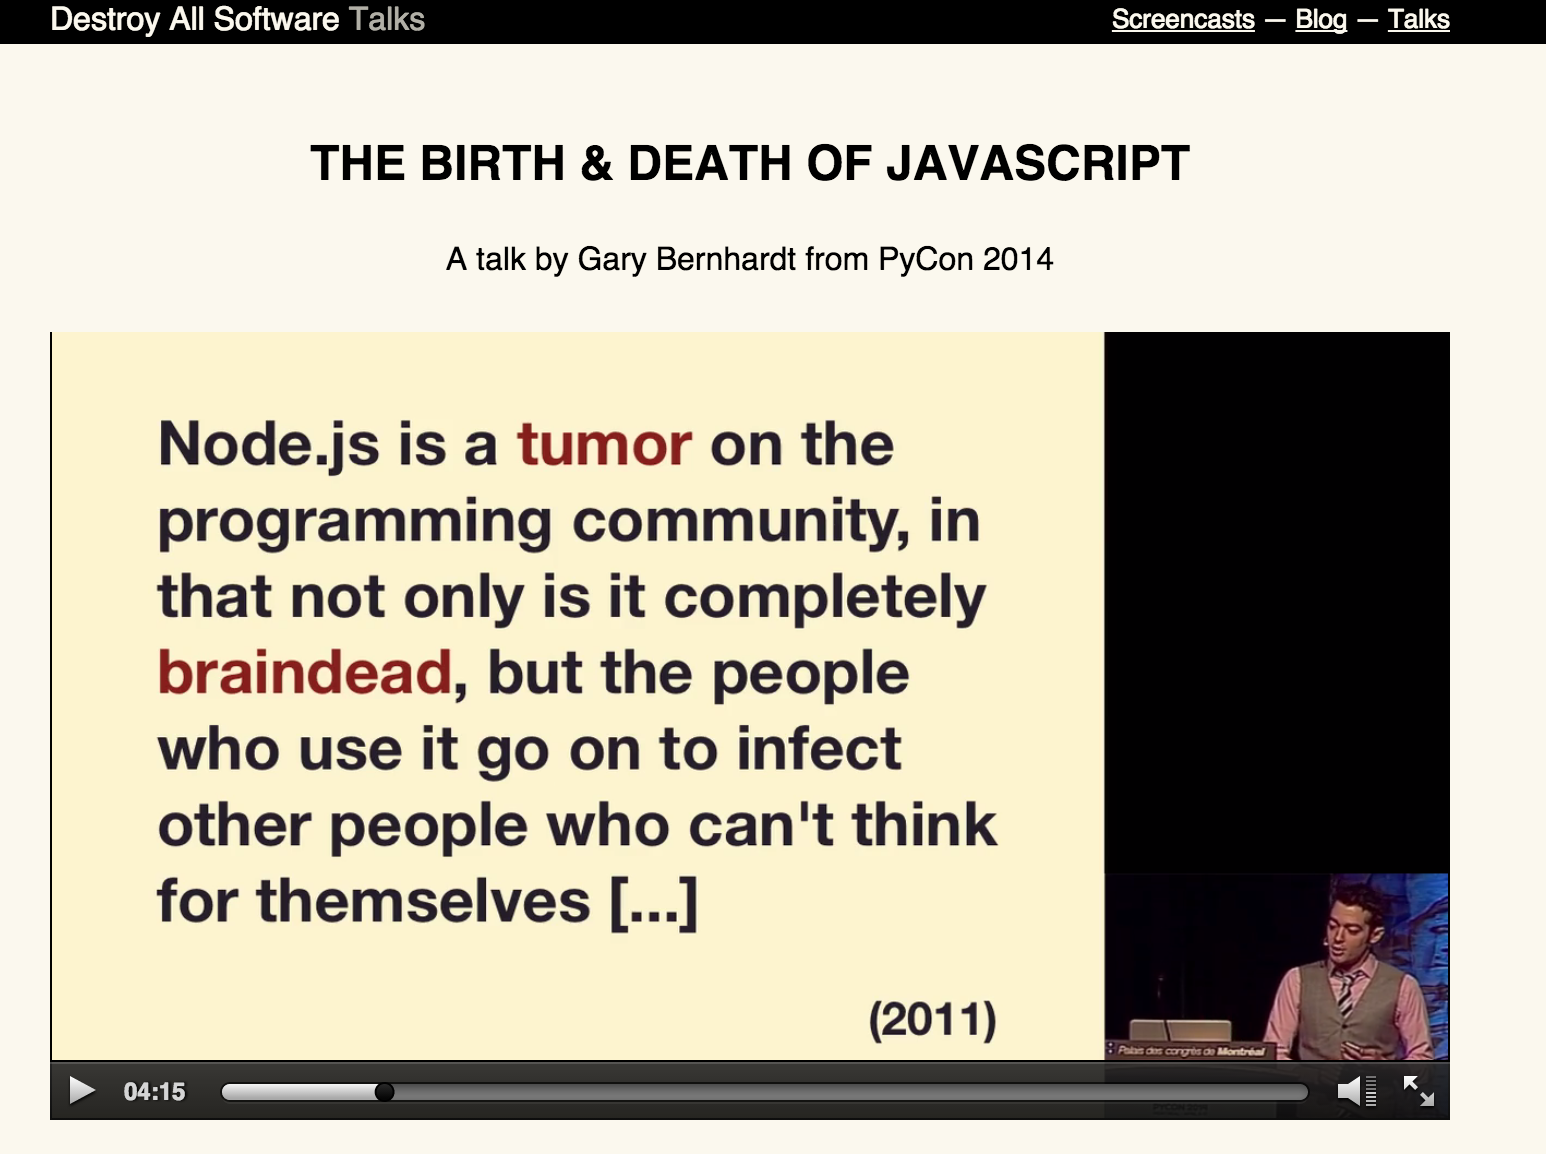 Destroy All Software Talks
Screencasts — Blog — Talks
THE BIRTH & DEATH OF JAVASCRIPT
A talk by Gary Bernhardt from PyCon 2014
Node.js is a tumor on the
programming community, in
that not only is it completely
braindead, but the people
who use it go on to infect
other people who can't think
for themselves [...]
(2011)
Palais des congrès de Montréal
04:15